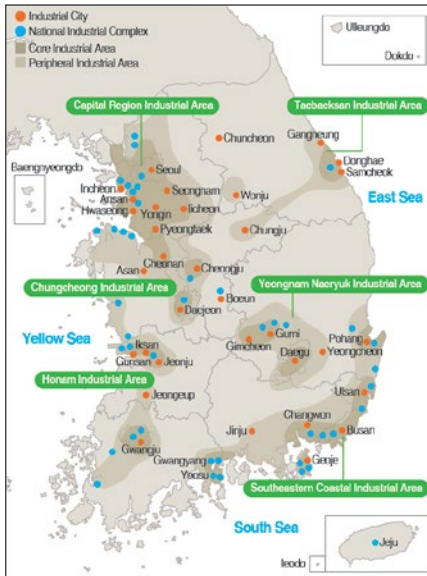 Industrial City
National Industrial Complex
Core Industrial Area
Peripheral Industrial Area
Ulleungdo
Dokdo
Capital Region Industrial Area
Taebaeksan Industrial Area
Chuncheon
Gangneung
Baengnyeongdo
Seoul
Donghae
Samcheok
Incheon
Seongnam
Wonju
East Sea
Ansan
Hwaseong
Yongin
Iicheon
Pyeongtaek
Chungju
Cheonan
Asan
Cheongju
Chungcheong Industrial Area
Yeongnam Naeryuk Industrial Area
Boeun
Daejeon
Yellow Sea
Iksan
Gumi
Pohang
Gunsan
Jeonju
Gimcheon
Daegu
Yeongcheon
Honam Industrial Area
Jeongeup
Ulsan
Changwon
Jinju
Busan
Gwangju
Gwangyang
Geoje
Yeosu
Southeastern Coastal Industrial Area
South Sea
Jeju
Ieodo